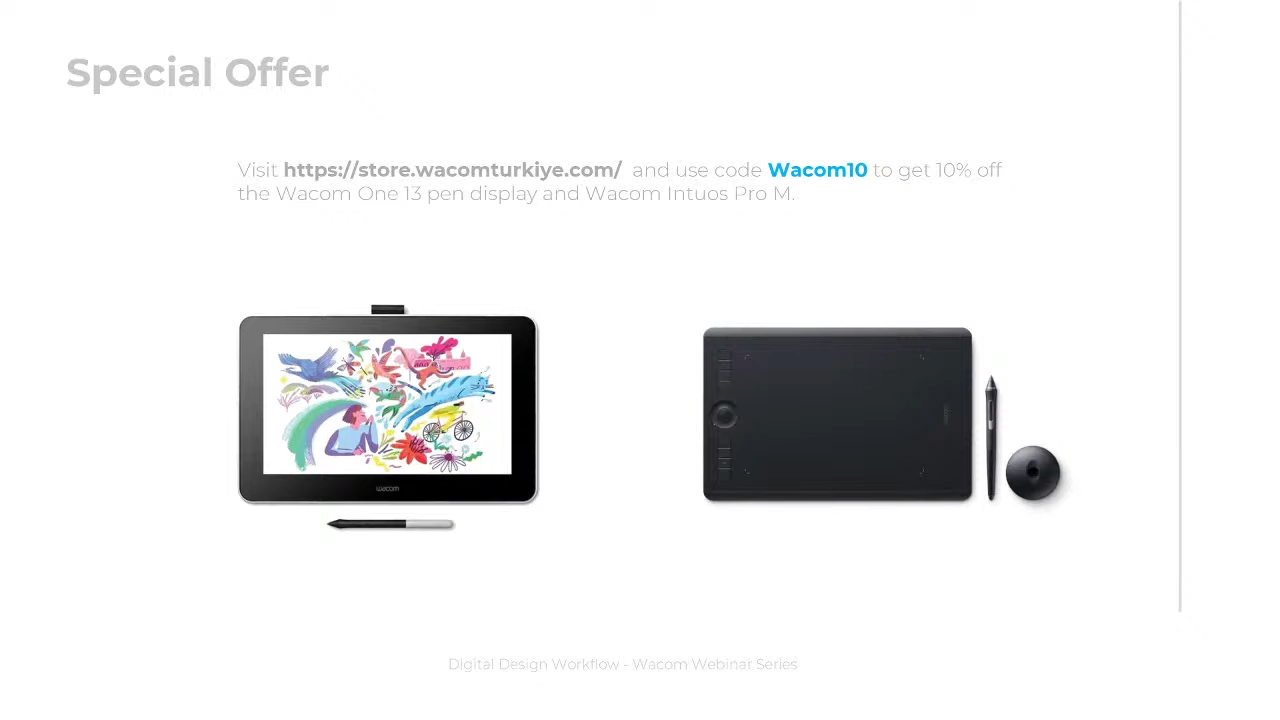 Special Offer
Visit https://store.wacomturkiye.com/ and use code Wacom10 to get 10% off
the Wacom One 13 pen display and Wacom Intuos Pro M.
wacom
DIgital Design Workflow - Wacom Webinar Series